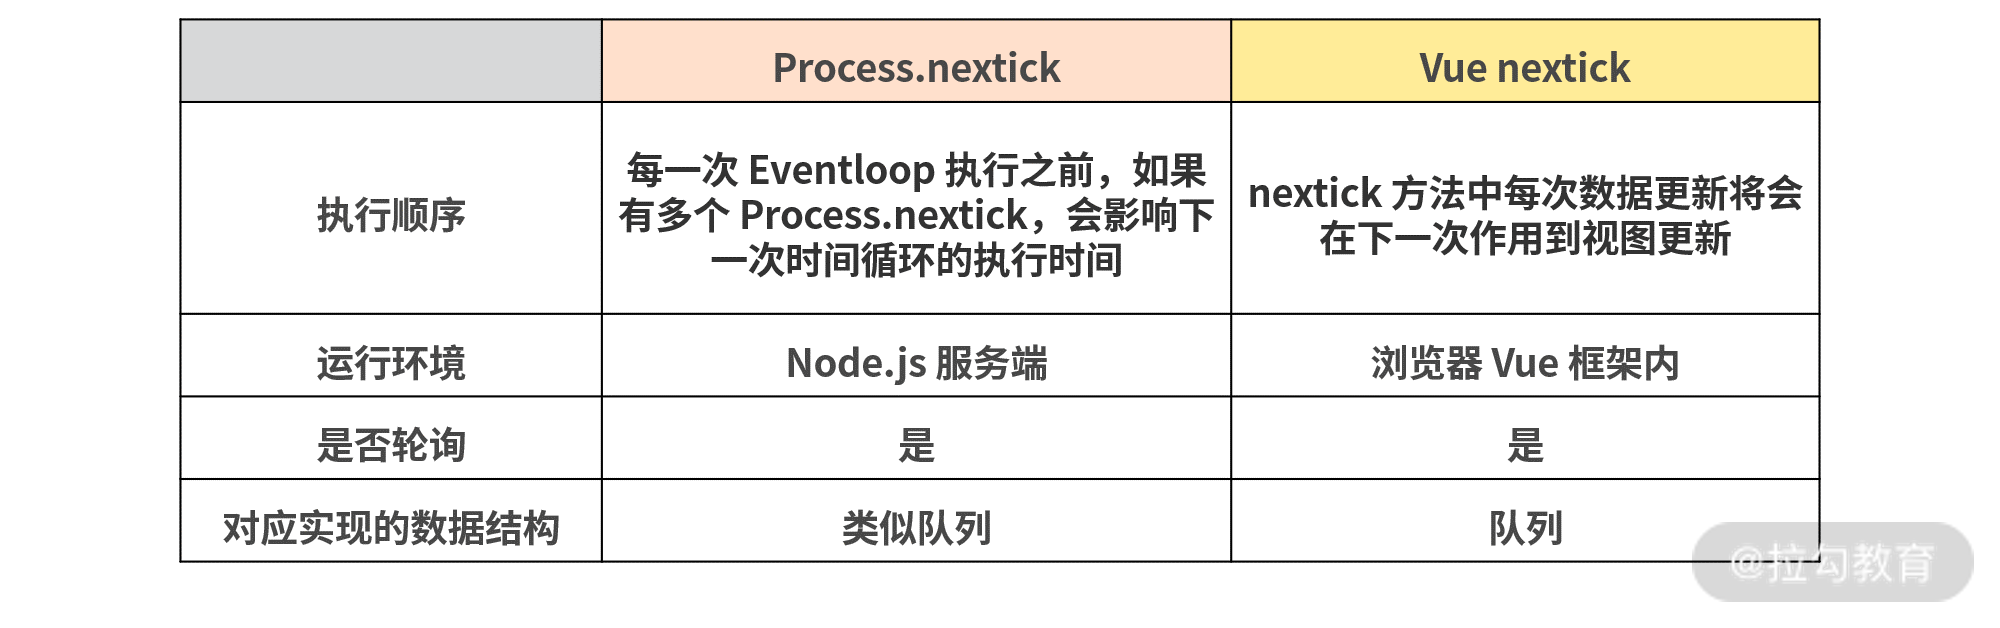 Process.nextick
Vue nextick
执行顺序
每一次 Eventloop 执行之前，如果
有多个 Process.nextick，会影响下
一次时间循环的执行时间
nextick 方法中每次数据更新将会
在下一次作用到视图更新
运行环境
Node.js 服务端
浏览器 Vue 框架内
是否轮询
是
是
对应实现的数据结构
类似队列
队列
@拉勾教育